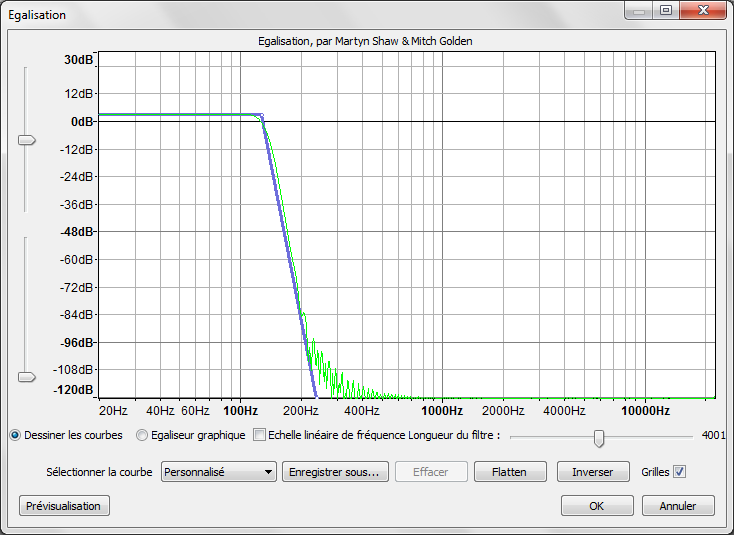 Egalisation
Egalisation, par Martyn Shaw & Mitch Golden
30dB
12dB
0dB
-12dB
-24dB
-36dB
-48dB
-60dB
-72dB
-84dB
-96dB
-108dB
-120dB
20Hz 40Hz 60Hz 100Hz 200Hz 400Hz 1000Hz 2000Hz 4000Hz 10000Hz
Dessiner les courbes Egaliseur graphique Echelle linéaire de fréquence Longueur du filtre : 4001
Sélectionner la courbe Personnalisé Enregistrer sous... Effacer Flatten Inverser Grilles
Prévisualisation OK Annuler